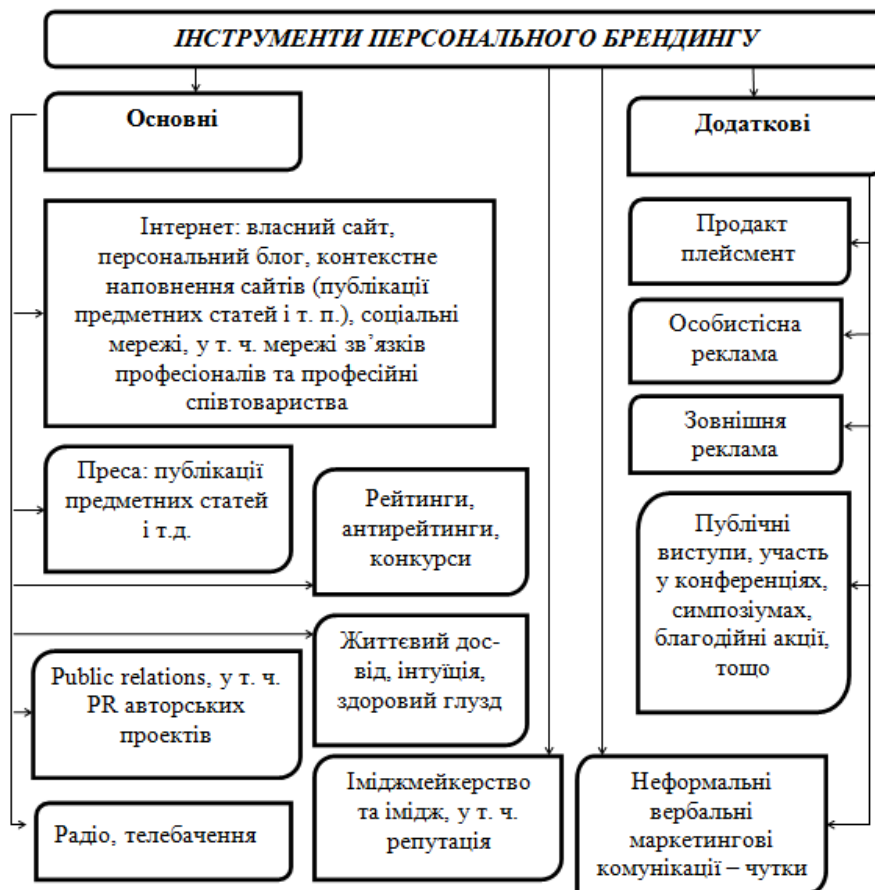 ІНСТРУМЕНТИ ПЕРСОНАЛЬНОГО БРЕНДИНГУ
Основні
Інтернет: власний сайт,
персональний блог, контекстне
наповнення сайтів (публікації
предметних статей і т. п.), соціальні
мережі, у т. ч. мережі зв’язків
професіоналів та професійні
співтовариства
Преса: публікації
предметних статей
і т.д.
Рейтинги,
антирейтинги,
конкурси
Життєвий дос-
від, інтуїція,
здоровий глузд
Public relations, у т. ч.
PR авторських
проектів
Іміджмейкерство
та імідж, у т. ч.
репутація
Радіо, телебачення
Додаткові
Продакт
плейсмент
Особистісна
реклама
Зовнішня
реклама
Публічні
виступи, участь
у конференціях,
симпозіумах,
благодійні акції,
тощо
Неформальні
вербальні
маркетингові
комунікації – чутки